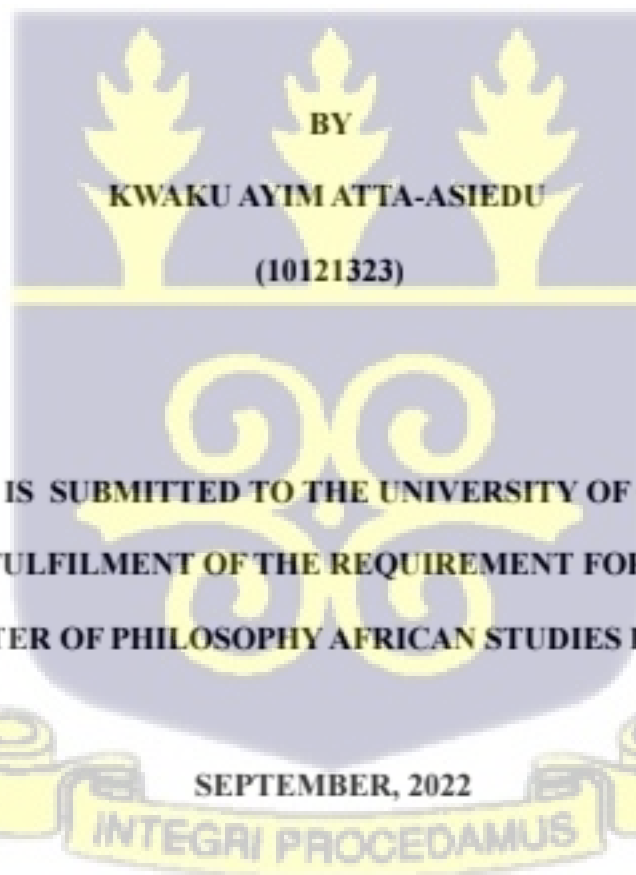 BY
KWAKU AYIM ATTA-ASIEDU
(10121323)
IS SUBMITTED TO THE UNIVERSITY OF
ULFILMENT OF THE REQUIREMENT FOR
TER OF PHILOSOPHY AFRICAN STUDIES
SEPTEMBER, 2022
INTEGRI PROCEDAMUS